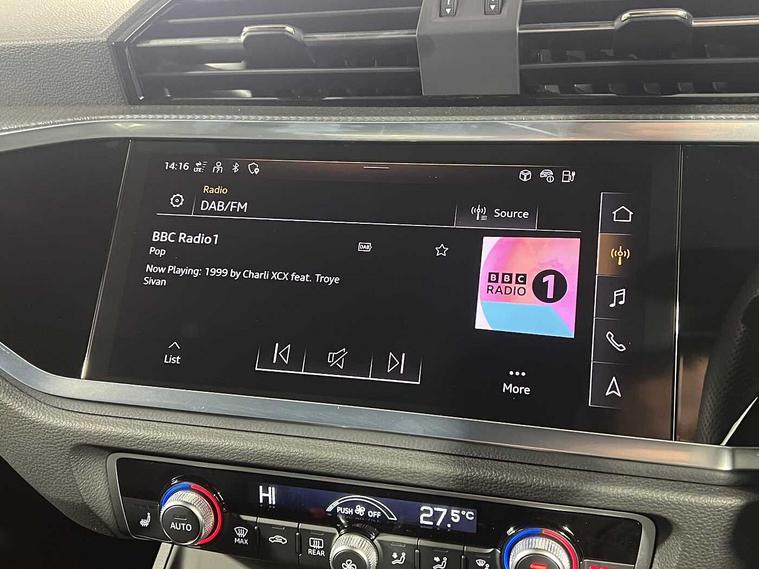 14:16
Radio
DAB/FM
Source
BBC Radio1
DAB
Pop
Now Playing: 1999 by Charli XCX feat. Troye
Sivan
BBC
RADIO 1
List
More
HI
PUSH OFF
27.5°C
AUTO
MAX
REAR